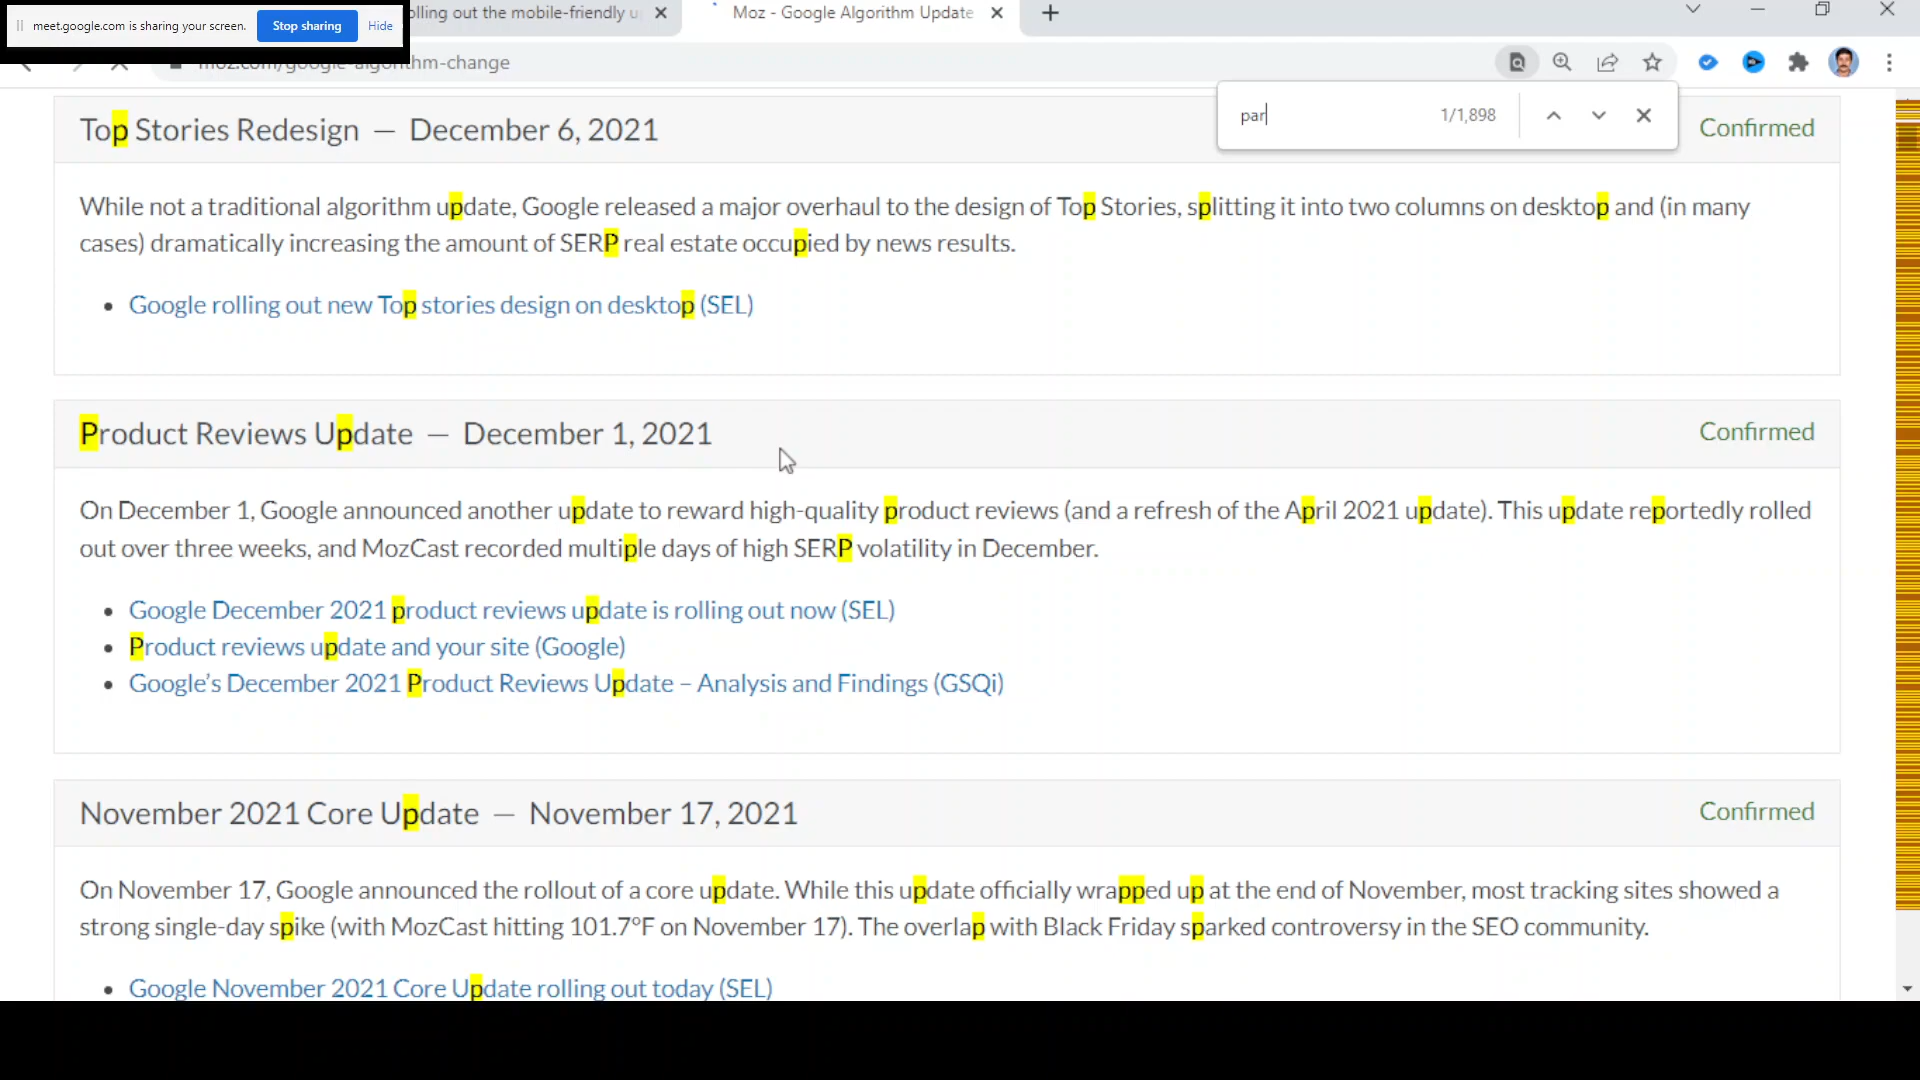 meet.google.com is sharing your screen. Stop sharing Hide
olling out the mobile-friendly u
Moz - Google Algorithm Update
moz.com/google-algorithm-change
par 1/1,898
Top Stories Redesign — December 6, 2021 Confirmed
While not a traditional algorithm update, Google released a major overhaul to the design of Top Stories, splitting it into two columns on desktop and (in many
cases) dramatically increasing the amount of SERP real estate occupied by news results.
• Google rolling out new Top stories design on desktop (SEL)
Product Reviews Update — December 1, 2021 Confirmed
On December 1, Google announced another update to reward high-quality product reviews (and a refresh of the April 2021 update). This update reportedly rolled
out over three weeks, and MozCast recorded multiple days of high SERP volatility in December.
• Google December 2021 product reviews update is rolling out now (SEL)
• Product reviews update and your site (Google)
• Google’s December 2021 Product Reviews Update – Analysis and Findings (GSQi)
November 2021 Core Update — November 17, 2021 Confirmed
On November 17, Google announced the rollout of a core update. While this update officially wrapped up at the end of November, most tracking sites showed a
strong single-day spike (with MozCast hitting 101.7°F on November 17). The overlap with Black Friday sparked controversy in the SEO community.
• Google November 2021 Core Update rolling out today (SEL)